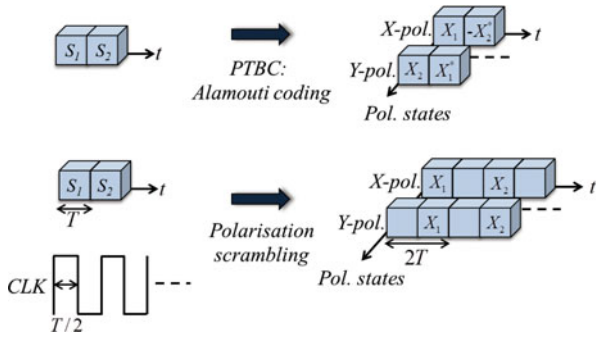 S₁ S₂ t
PTBC:
Alamouti coding
X-pol. X₁ -X₂* t
Y-pol. X₂ X₁*
Pol. states
S₁ S₂ t
T
CLK
T/2
Polarisation
scrambling
X-pol. X₁ X₂ t
Y-pol. X₁ X₂
2T
Pol. states